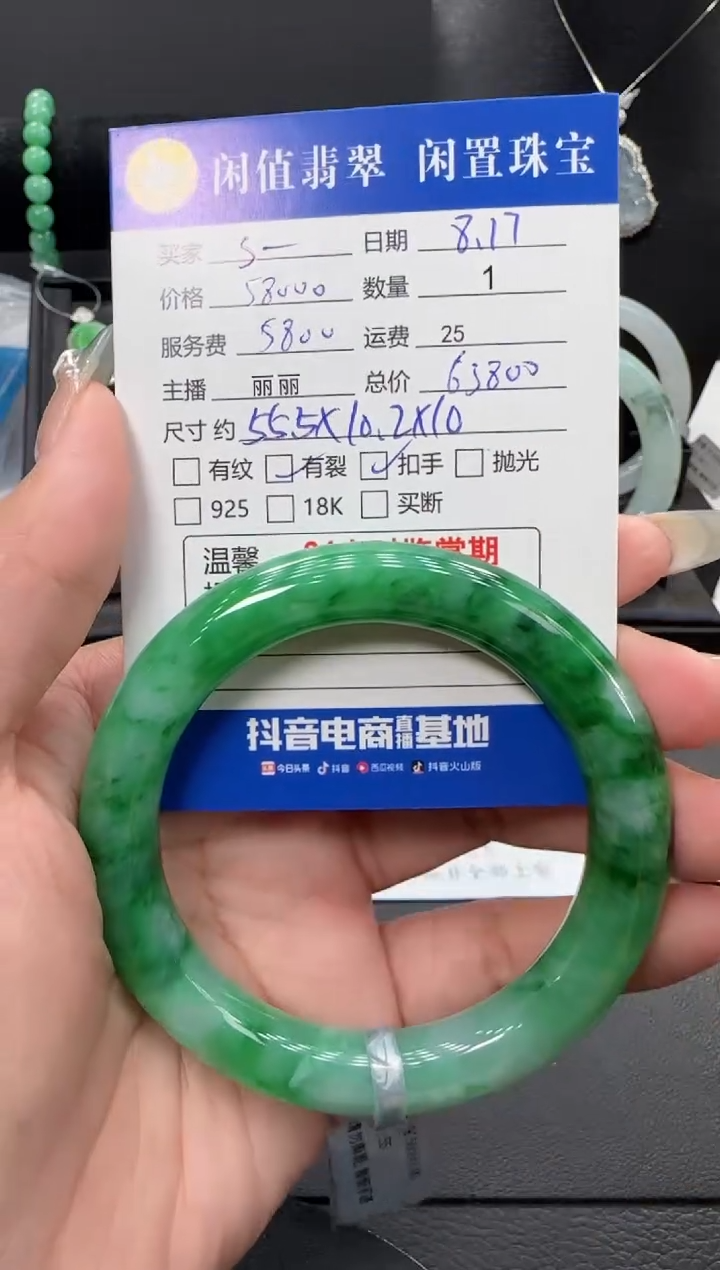 闲值翡翠 闲置珠宝
买家 S一 日期 8.17
价格 58000 数量 1
服务费 5800 运费 25
主播 丽丽 总价 63800
尺寸约 55.5X10.2X10
有纹 有裂 扣手 抛光
925 18K 买断
温馨
抖音电商直播基地
今日头条 抖音 西瓜视频 抖音火山版